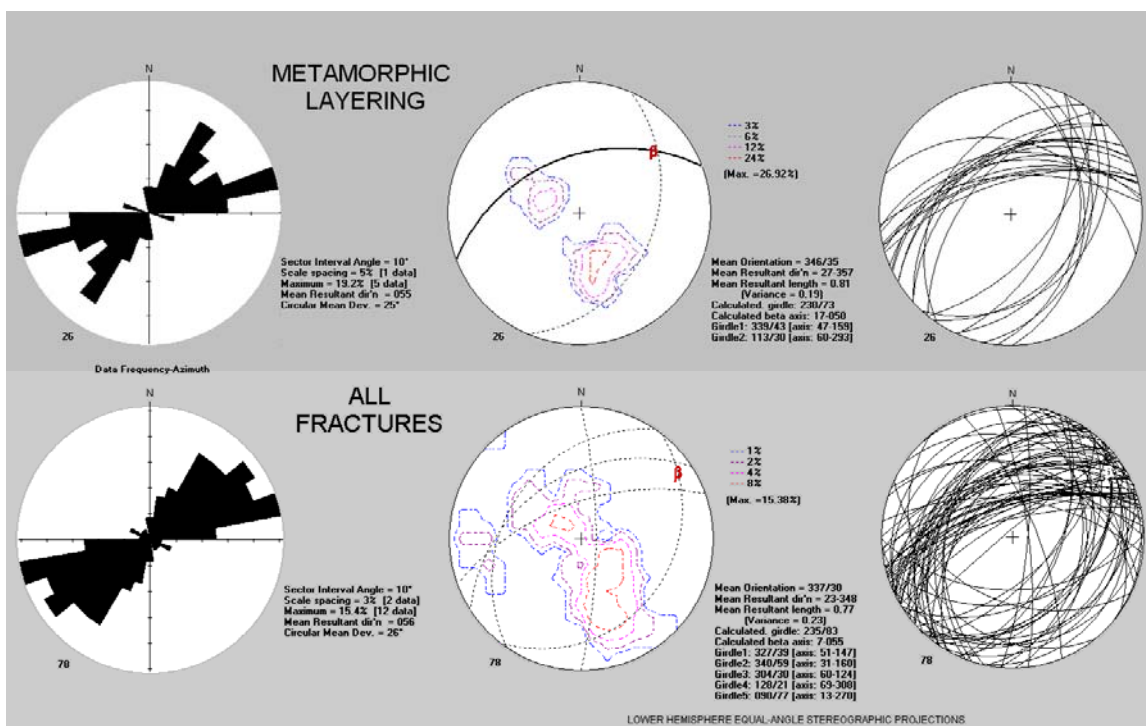 N
METAMORPHIC
LAYERING
Sector Interval Angle = 10°
Scale spacing = 5% [1 data]
Maximum = 19.2% [5 data]
Mean Resultant dir'n = 055
Circular Mean Dev. = 25°
26
Data Frequency-Azimuth
N
β
3%
6%
12%
24%
(Max. =26.92%)
Mean Orientation = 346/35
Mean Resultant dir'n = 27-357
Mean Resultant length = 0.81
(Variance = 0.19)
Calculated. girdle: 230/73
Calculated beta axis: 17-050
Girdle1: 339/43 [axis: 47-159]
Girdle2: 113/30 [axis: 60-293]
26
N
26
N
ALL
FRACTURES
Sector Interval Angle = 10°
Scale spacing = 3% [2 data]
Maximum = 15.4% [12 data]
Mean Resultant dir'n = 056
Circular Mean Dev. = 26°
78
N
β
1%
2%
4%
8%
(Max. =15.38%)
Mean Orientation = 337/30
Mean Resultant dir'n = 23-348
Mean Resultant length = 0.77
(Variance = 0.23)
Calculated. girdle: 235/83
Calculated beta axis: 7-055
Girdle1: 327/39 [axis: 51-147]
Girdle2: 340/59 [axis: 31-160]
Girdle3: 304/30 [axis: 60-124]
Girdle4: 128/21 [axis: 69-308]
Girdle5: 090/77 [axis: 13-270]
78
N
78
LOWER HEMISPHERE EQUAL-ANGLE STEREOGRAPHIC PROJECTIONS